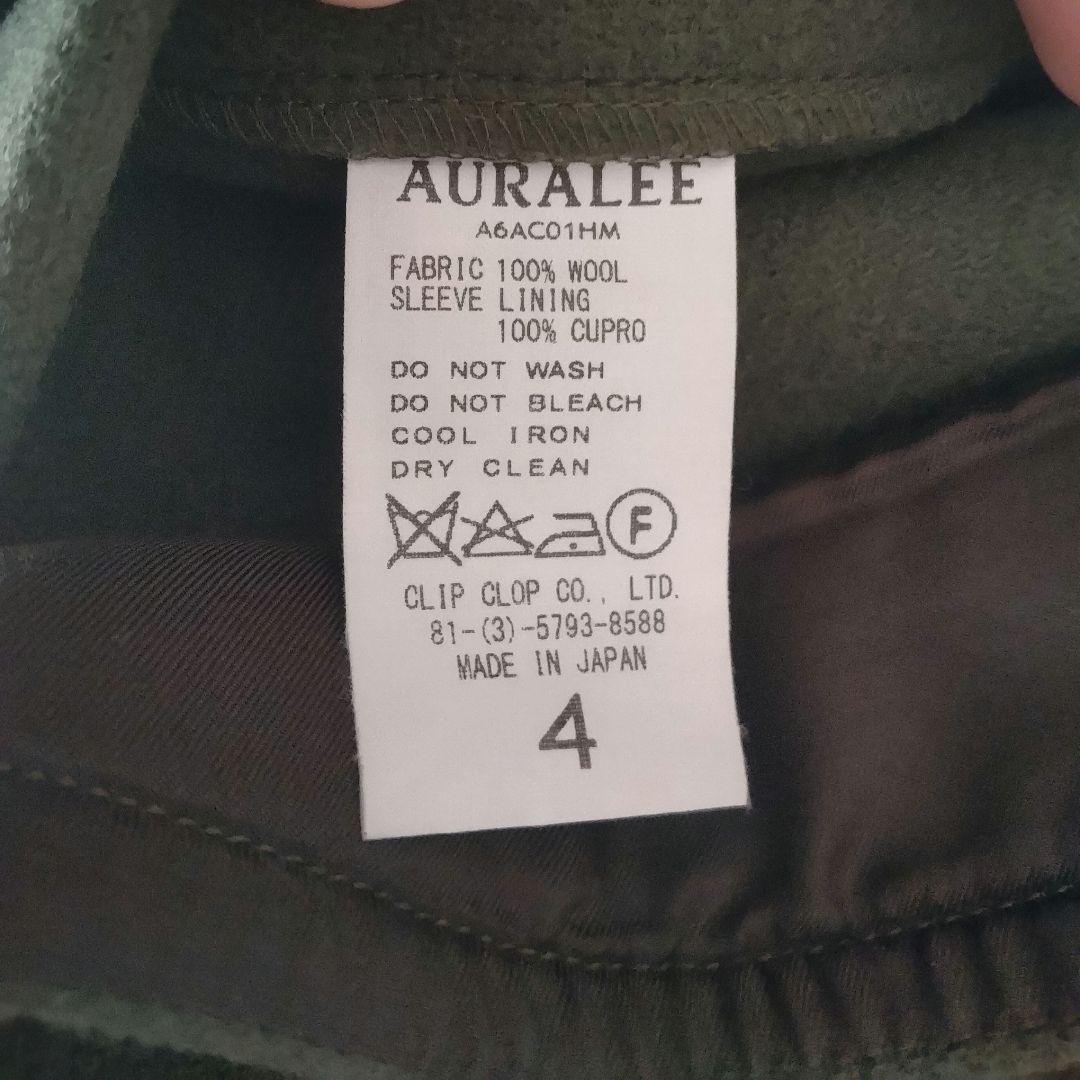 AURALEE
A6AC01HM
FABRIC 100% WOOL
SLEEVE LINING
100% CUPRO
DO NOT WASH
DO NOT BLEACH
COOL IRON
DRY CLEAN
F
CLIP CLOP CO., LTD.
81-(3)-5793-8588
MADE IN JAPAN
4